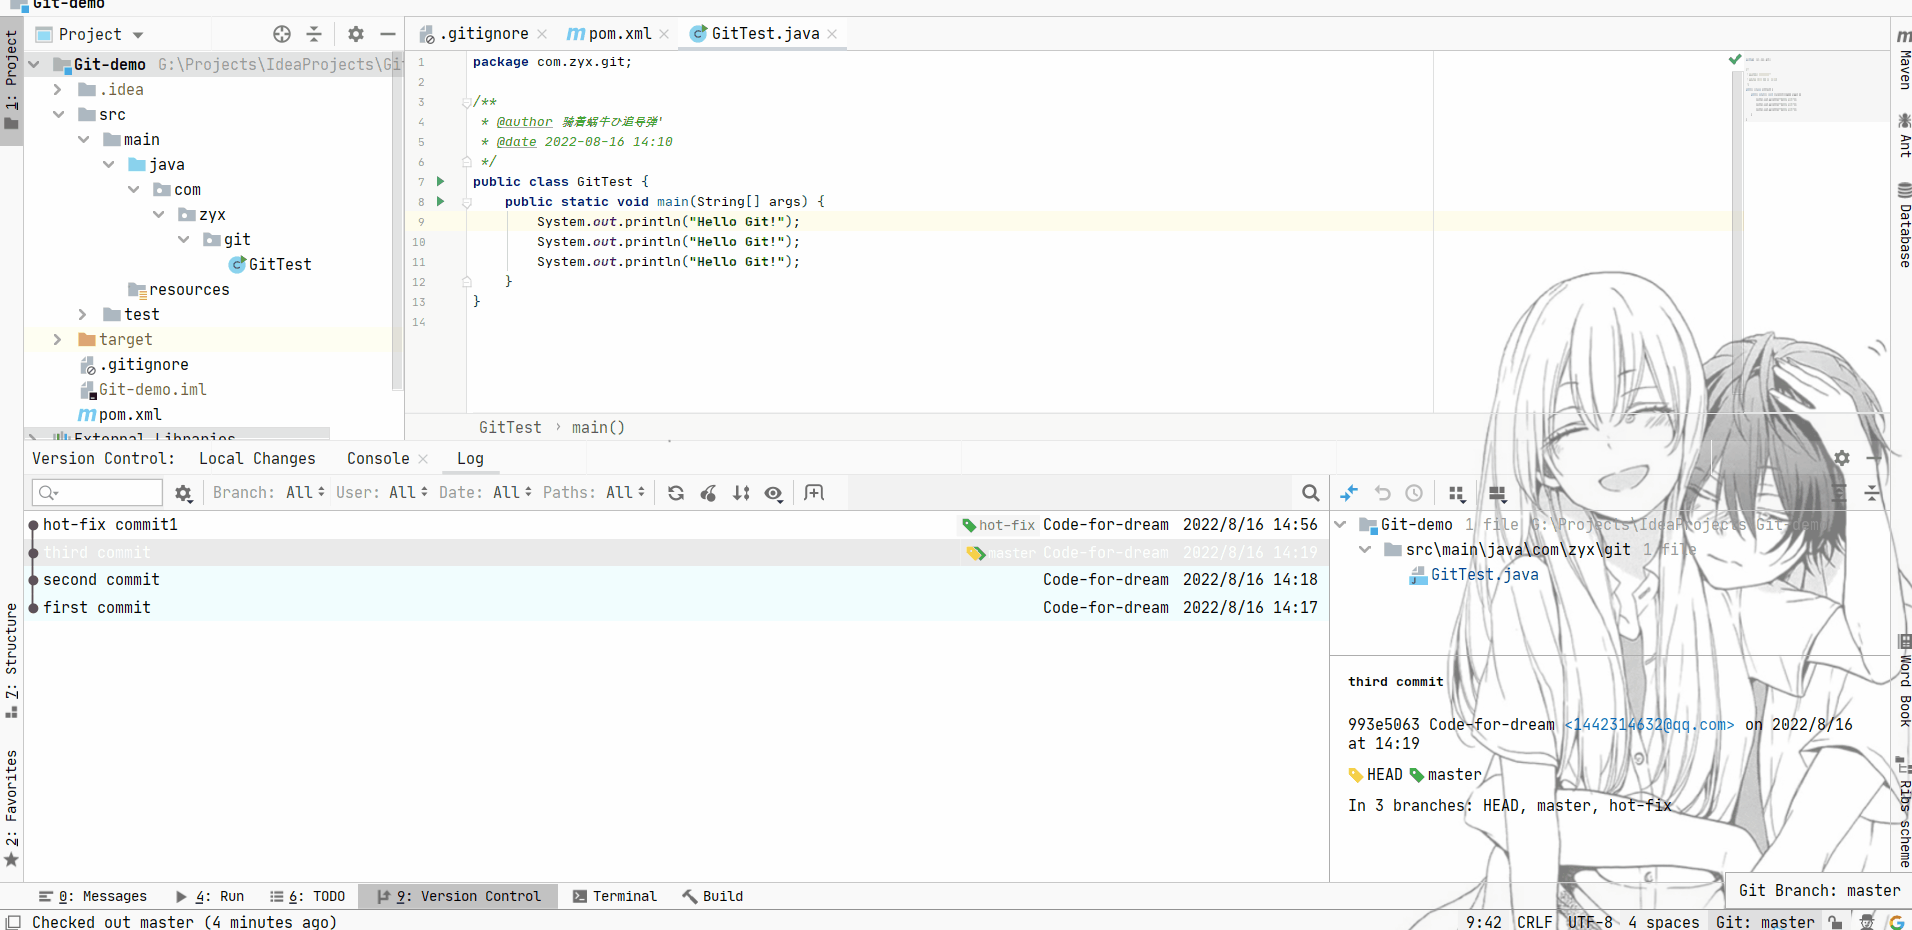 Git-demo
1: Project
Project
Git-demo G:\Projects\IdeaProjects\Git
.idea
src
main
java
com
zyx
git
GitTest
resources
test
target
.gitignore
Git-demo.iml
pom.xml
External Libraries
.gitignore
pom.xml
GitTest.java
1 package com.zyx.git;
2
3 /**
4 * @author 骑着蜗牛ひ追导弹'
5 * @date 2022-08-16 14:10
6 */
7 public class GitTest {
8 public static void main(String[] args) {
9 System.out.println("Hello Git!");
10 System.out.println("Hello Git!");
11 System.out.println("Hello Git!");
12 }
13 }
14
GitTest › main()
Maven
Ant
Database
Word Book
Ribs scheme
Version Control: Local Changes Console Log
Branch: All User: All Date: All Paths: All
hot-fix commit1 hot-fix Code-for-dream 2022/8/16 14:56
third commit master Code-for-dream 2022/8/16 14:19
second commit Code-for-dream 2022/8/16 14:18
first commit Code-for-dream 2022/8/16 14:17
Git-demo 1 file G:\Projects\IdeaProjects\Git-demo
src\main\java\com\zyx\git 1 file
GitTest.java
third commit
993e5063 Code-for-dream <1442314632@qq.com> on 2022/8/16
at 14:19
HEAD master
In 3 branches: HEAD, master, hot-fix
7: Structure
2: Favorites
0: Messages 4: Run 6: TODO 9: Version Control Terminal Build
Git Branch: master
Checked out master (4 minutes ago)
9:42 CRLF UTF-8 4 spaces Git: master